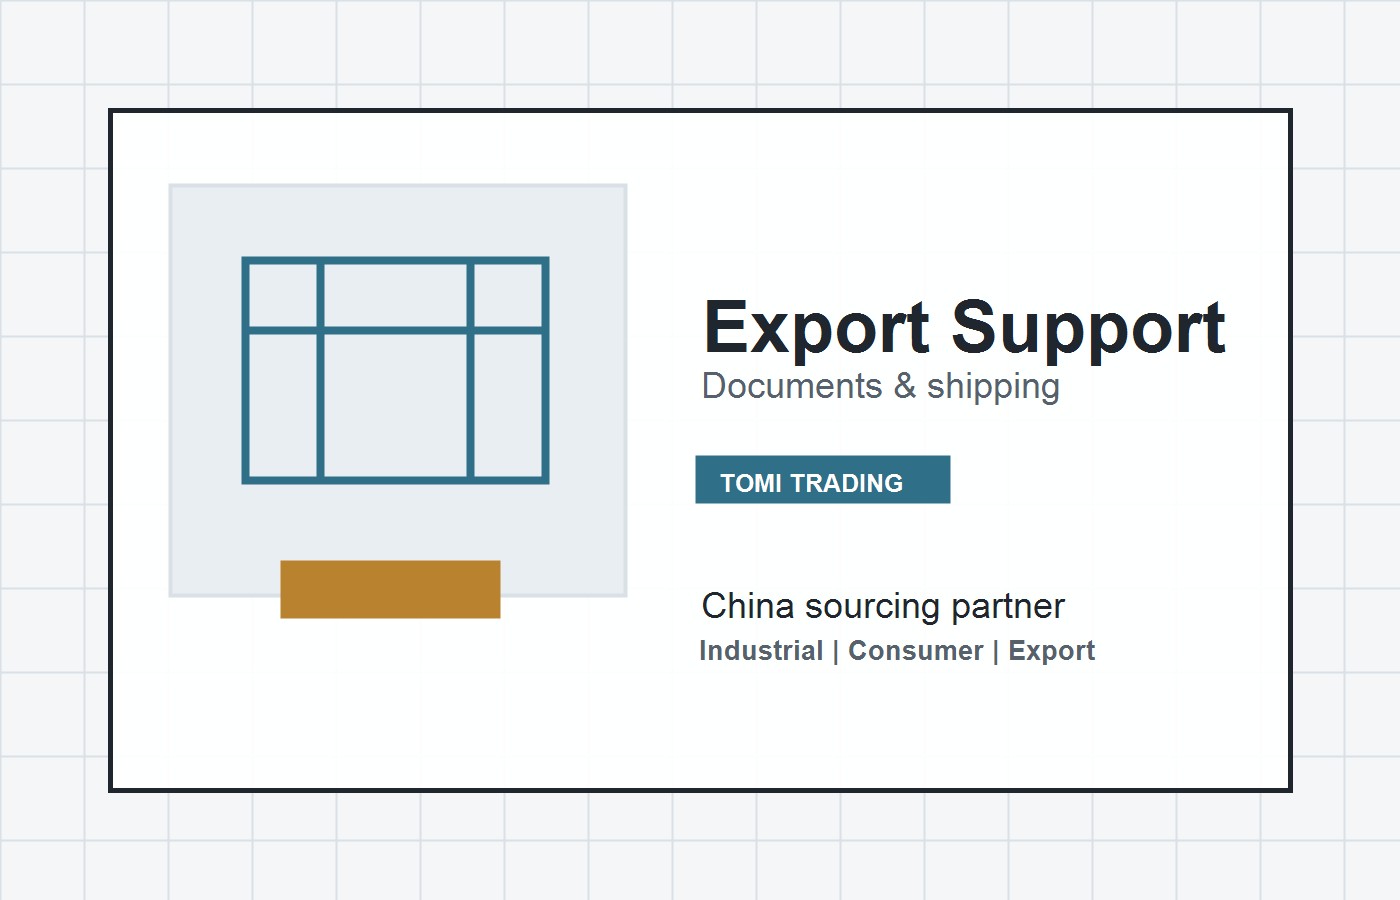 Export Support
Documents & shipping
TOMI TRADING
China sourcing partner
Industrial | Consumer | Export